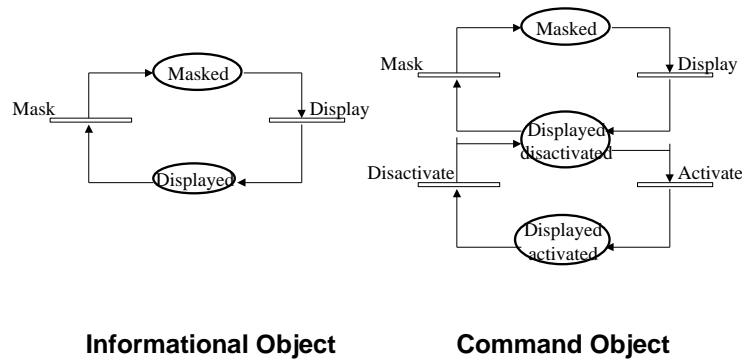 Masked
Mask
Display
Displayed
Informational Object
Masked
Mask
Display
Displayed
disactivated
Disactivate
Activate
Displayed
activated
Command Object